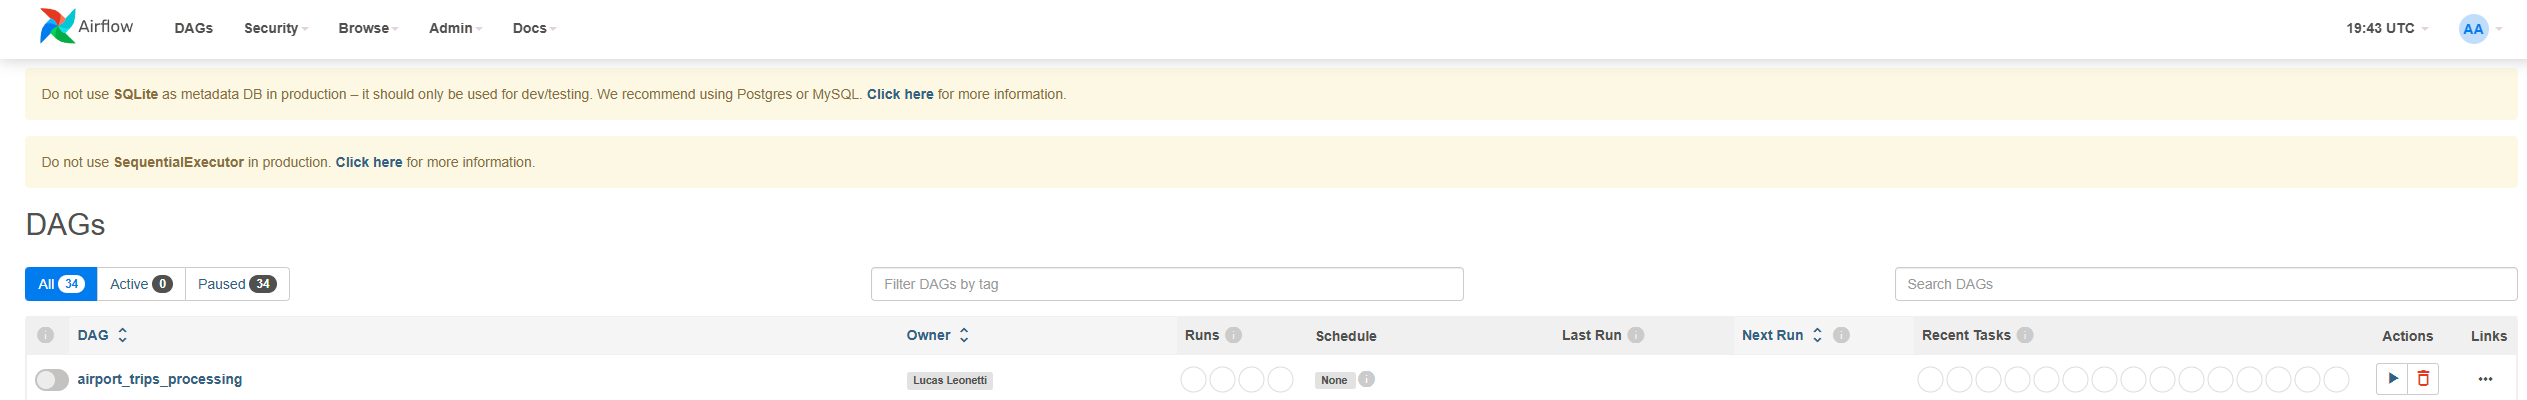 Airflow DAGs Security Browse Admin Docs 19:43 UTC AA
Do not use SQLite as metadata DB in production – it should only be used for dev/testing. We recommend using Postgres or MySQL. Click here for more information.
Do not use SequentialExecutor in production. Click here for more information.
DAGs
All 34 Active 0 Paused 34 Filter DAGs by tag Search DAGs
DAG Owner Runs Schedule Last Run Next Run Recent Tasks Actions Links
airport_trips_processing Lucas Leonetti None